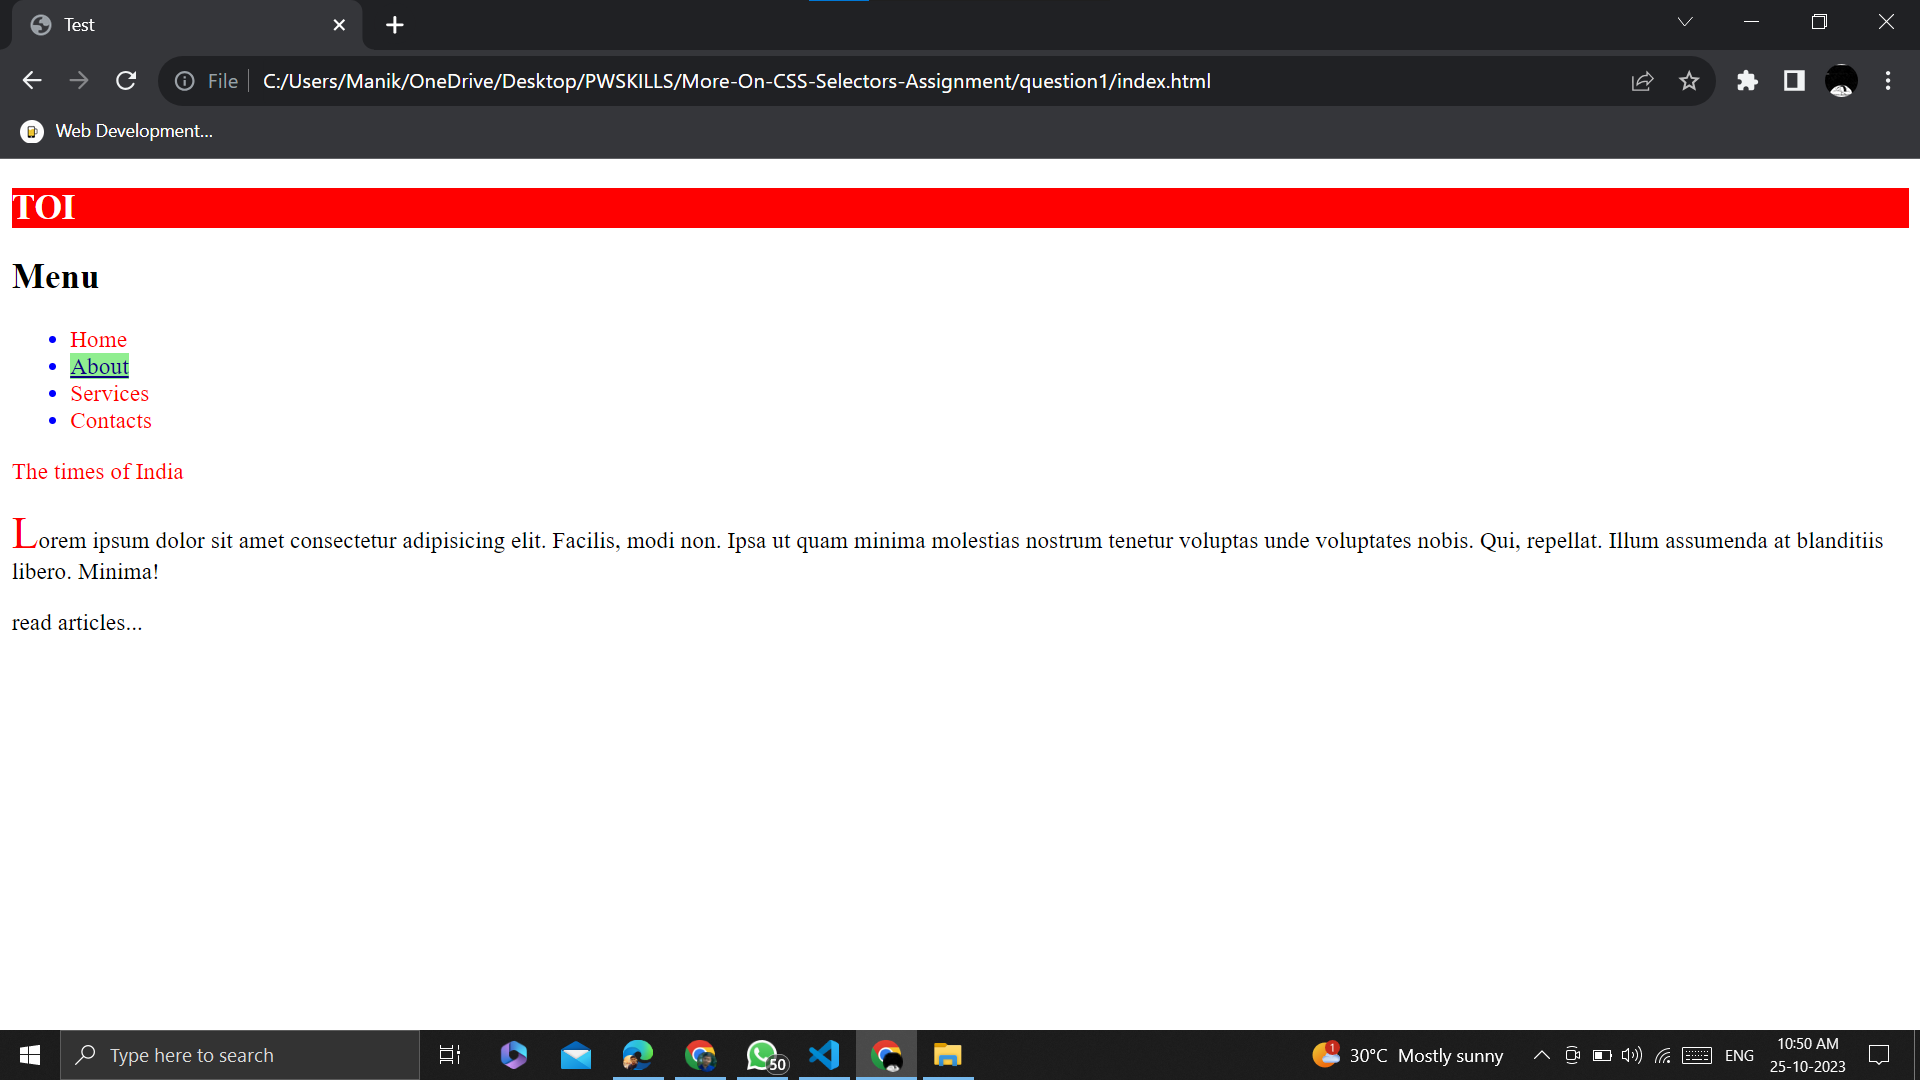 Test
File
C:/Users/Manik/OneDrive/Desktop/PWSKILLS/More-On-CSS-Selectors-Assignment/question1/index.html
Web Development...
TOI
Menu
Home
About
Services
Contacts
The times of India
Lorem ipsum dolor sit amet consectetur adipisicing elit. Facilis, modi non. Ipsa ut quam minima molestias nostrum tenetur voluptas unde voluptates nobis. Qui, repellat. Illum assumenda at blanditiis
libero. Minima!
read articles...
Type here to search
50
1
30°C Mostly sunny
ENG
10:50 AM
25-10-2023